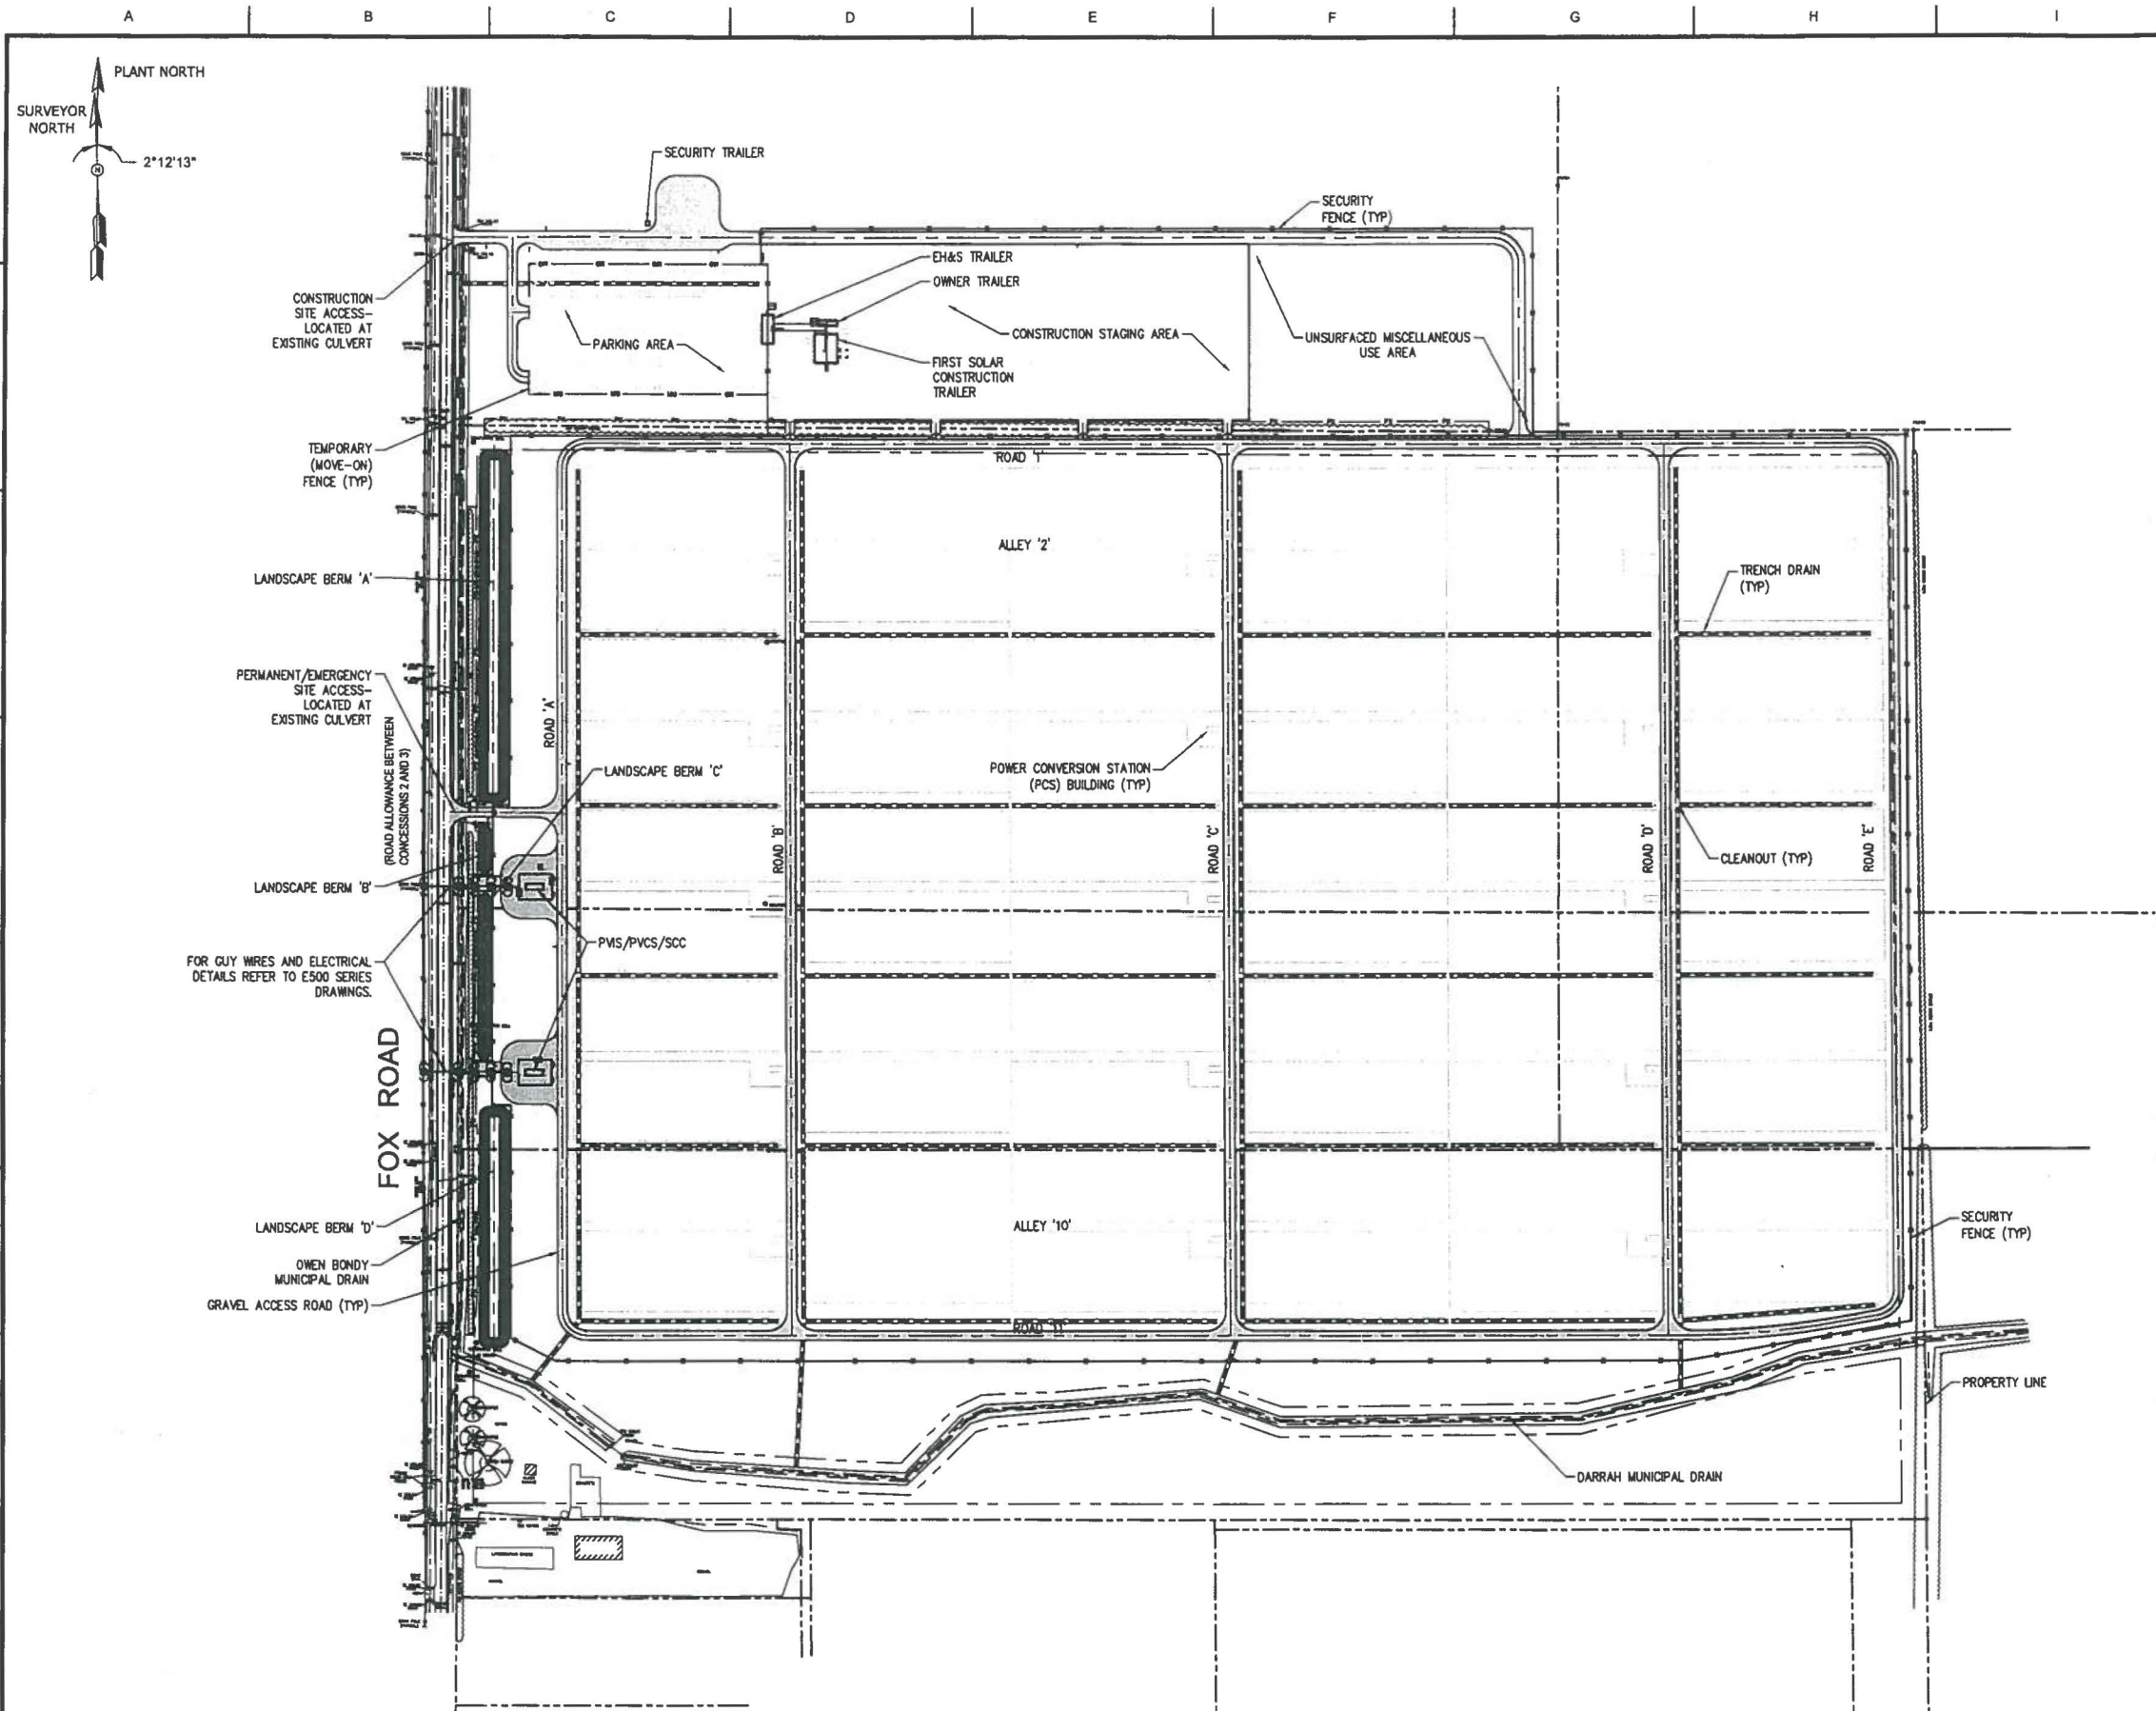 A B C D E F G H I
PLANT NORTH
SURVEYOR
NORTH
2°12'13"
SECURITY TRAILER
SECURITY
FENCE (TYP)
EH&S TRAILER
OWNER TRAILER
CONSTRUCTION
SITE ACCESS-
LOCATED AT
EXISTING CULVERT
PARKING AREA
CONSTRUCTION STAGING AREA
UNSURFACED MISCELLANEOUS
USE AREA
FIRST SOLAR
CONSTRUCTION
TRAILER
TEMPORARY
(MOVE-ON)
FENCE (TYP)
ROAD '1'
ALLEY '2'
LANDSCAPE BERM 'A'
TRENCH DRAIN
(TYP)
PERMANENT/EMERGENCY
SITE ACCESS-
LOCATED AT
EXISTING CULVERT
(ROAD ALLOWANCE BETWEEN
CONCESSIONS 2 AND 3)
ROAD 'A'
LANDSCAPE BERM 'C'
POWER CONVERSION STATION
(PCS) BUILDING (TYP)
ROAD 'B'
ROAD 'C'
ROAD 'D'
ROAD 'E'
CLEANOUT (TYP)
LANDSCAPE BERM 'B'
PVIS/PVCS/SCC
FOR GUY WIRES AND ELECTRICAL
DETAILS REFER TO E500 SERIES
DRAWINGS.
FOX ROAD
LANDSCAPE BERM 'D'
ALLEY '10'
SECURITY
FENCE (TYP)
OWEN BONDY
MUNICIPAL DRAIN
GRAVEL ACCESS ROAD (TYP)
ROAD '11'
PROPERTY LINE
DARRAH MUNICIPAL DRAIN